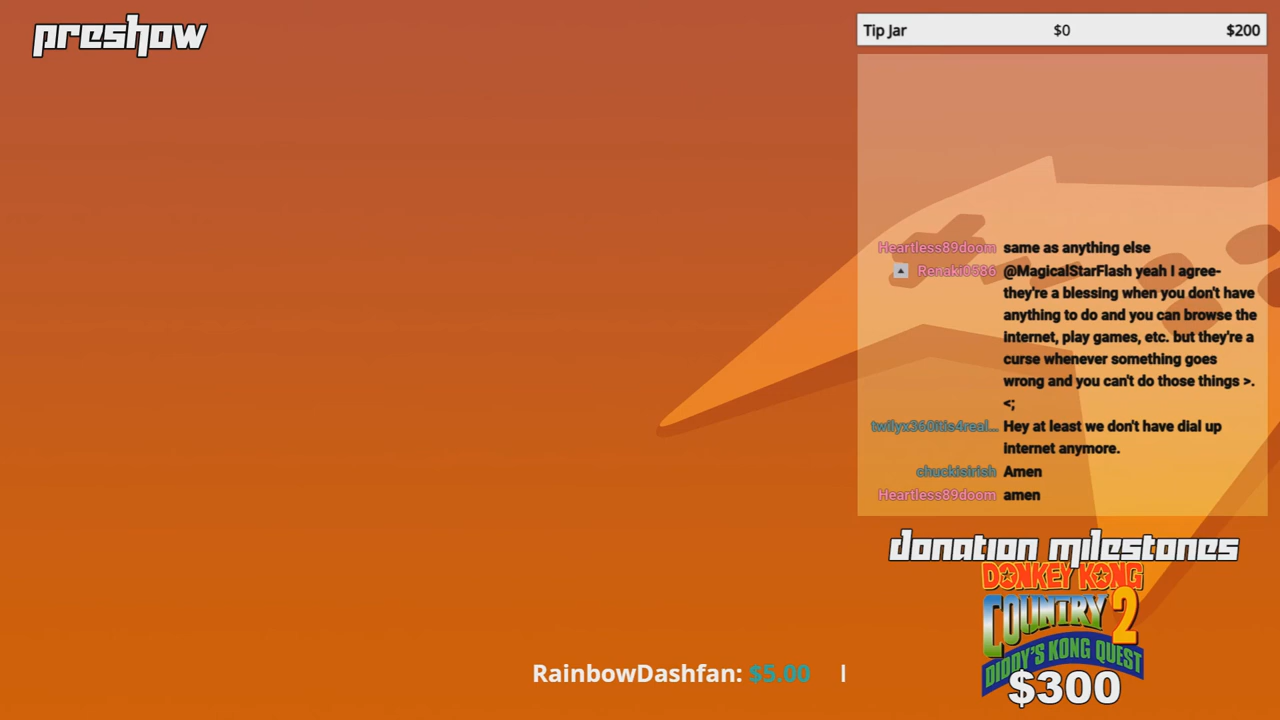 preshow
Tip Jar $0 $200
Heartless89doom same as anything else
Renaki0586 @MagicalStarFlash yeah I agree-
they're a blessing when you don't have
anything to do and you can browse the
internet, play games, etc. but they're a
curse whenever something goes
wrong and you can't do those things >.
<;
twilyx360itis4real... Hey at least we don't have dial up
internet anymore.
chuckisirish Amen
Heartless89doom amen
donation milestones
DONKEY KONG
COUNTRY 2
DIDDY'S KONG QUEST
$300
RainbowDashfan: $5.00 l